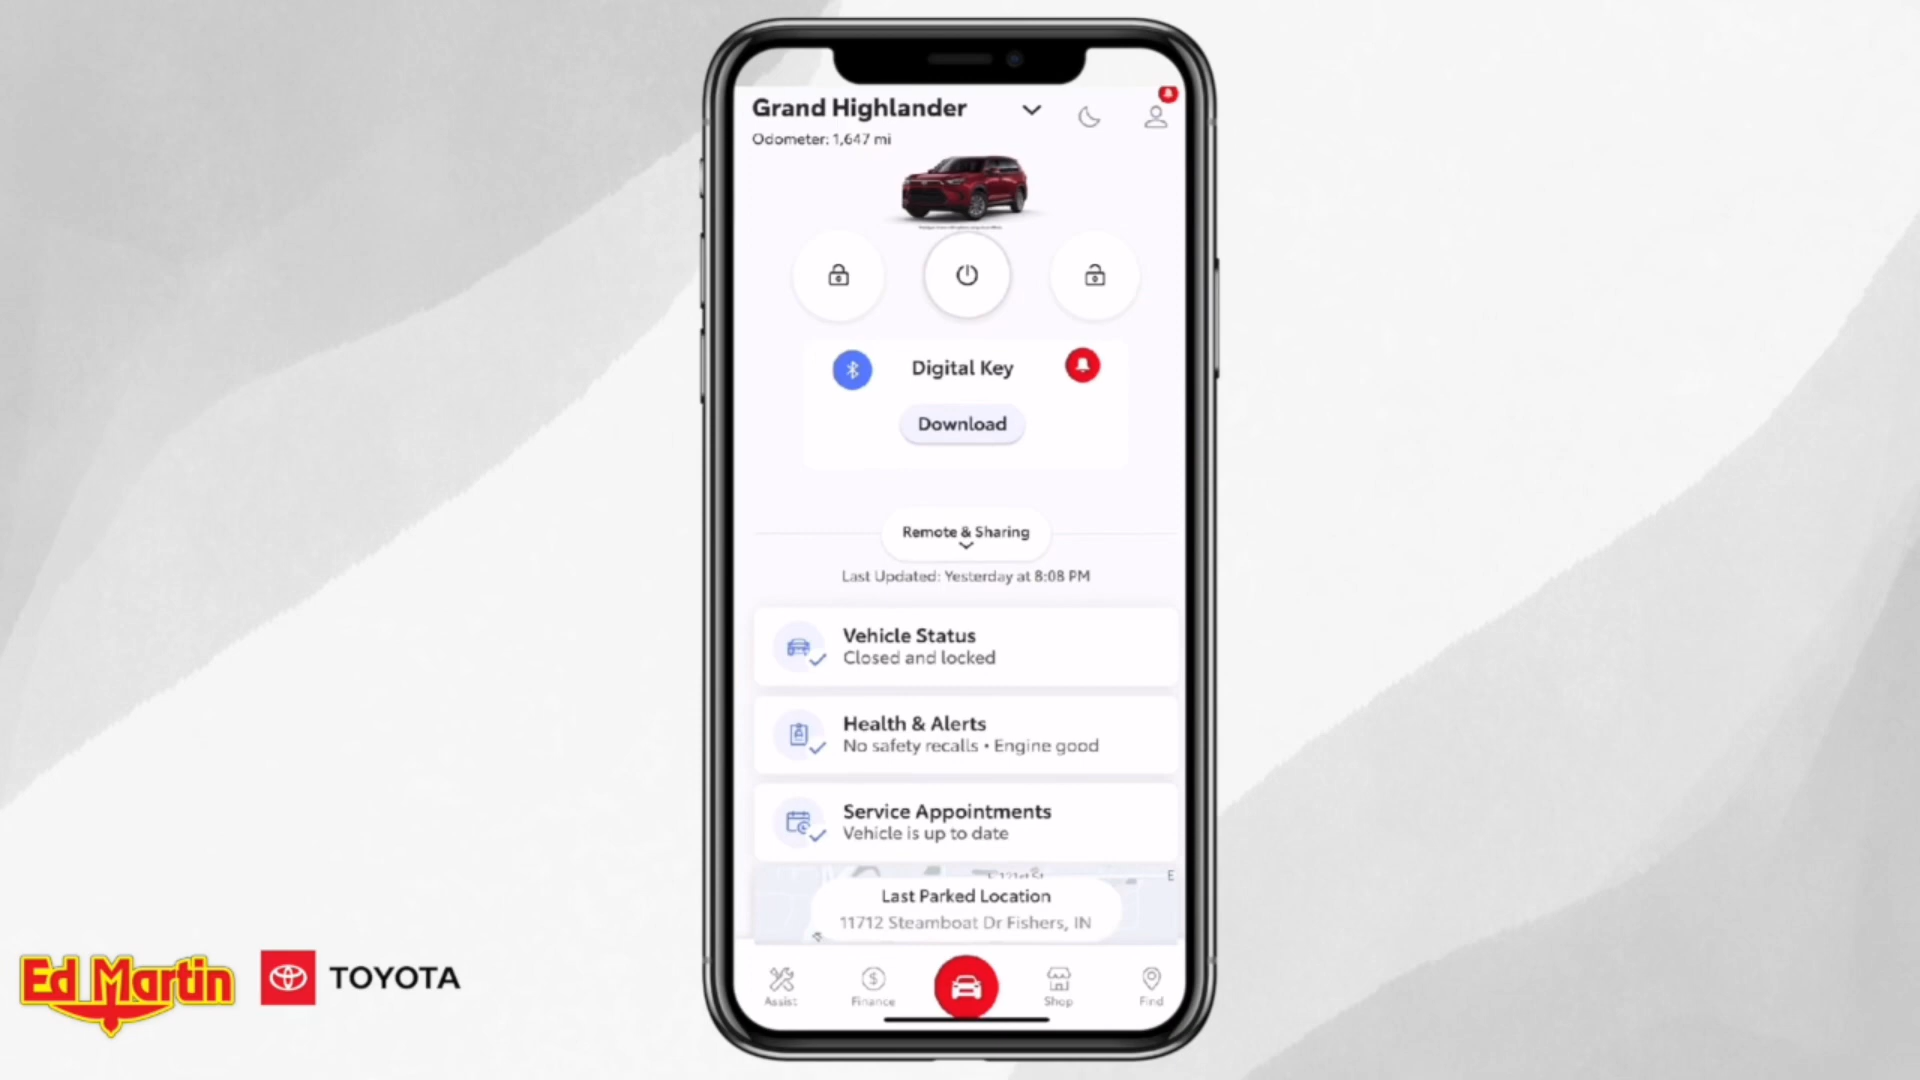 Grand Highlander
Odometer: 1,647 mi
Digital Key
Download
Remote & Sharing
Last Updated: Yesterday at 8:08 PM
Vehicle Status
Closed and locked
Health & Alerts
No safety recalls • Engine good
Service Appointments
Vehicle is up to date
Last Parked Location
11712 Steamboat Dr Fishers, IN
Assist
Finance
Shop
Find
Ed Martin
TOYOTA